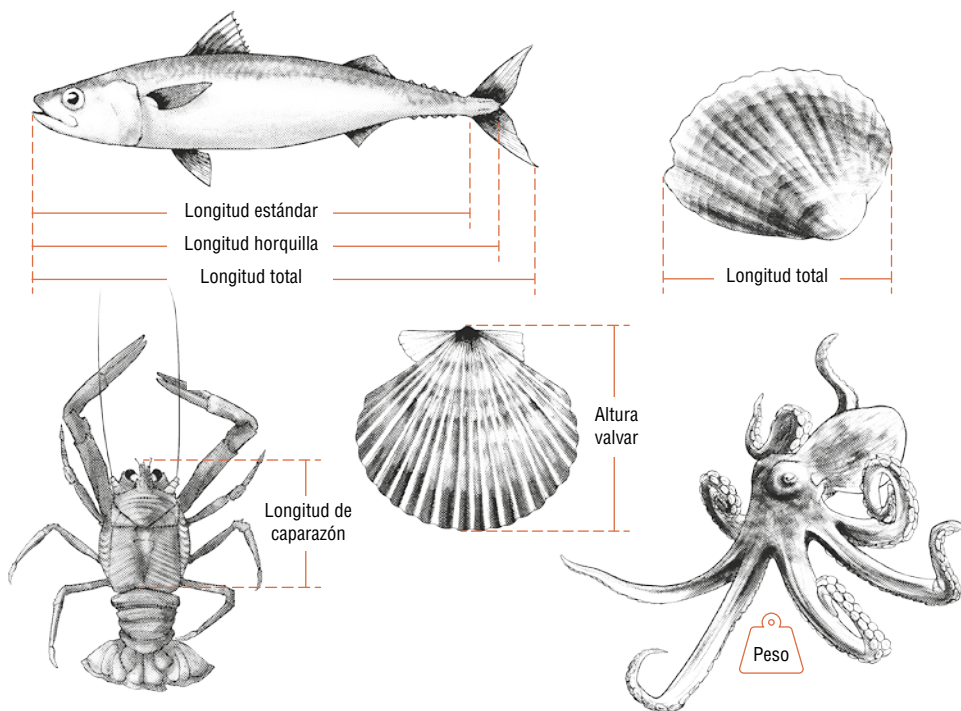 Longitud estándar
Longitud horquilla
Longitud total
Longitud total
Altura
valvar
Longitud de
caparazón
Peso